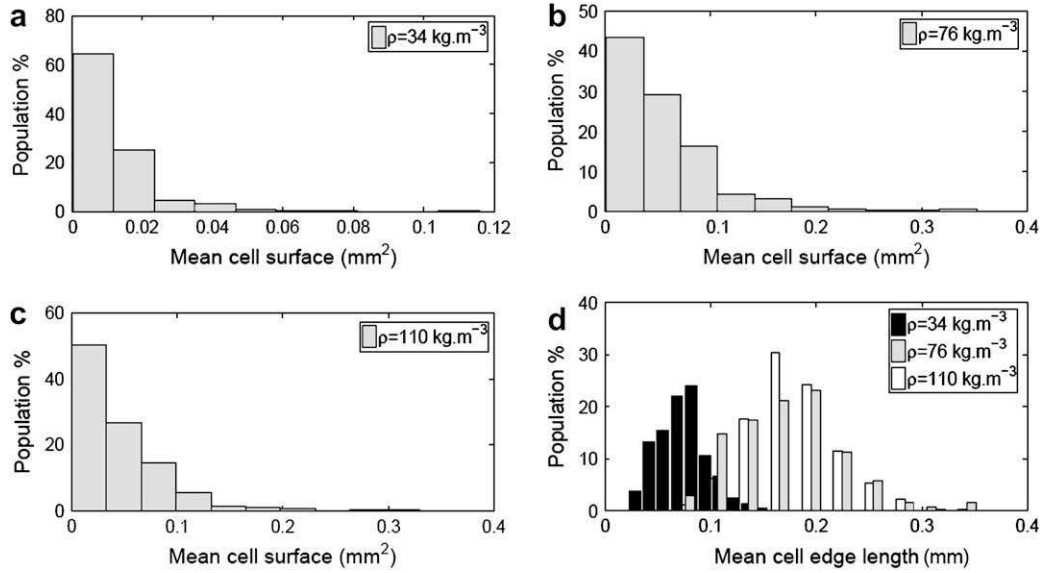 a
80
60
40
20
0
Population %
ρ=34 kg.m⁻³
0 0.02 0.04 0.06 0.08 0.1 0.12
Mean cell surface (mm²)
b
50
40
30
20
10
0
Population %
ρ=76 kg.m⁻³
0 0.1 0.2 0.3 0.4
Mean cell surface (mm²)
c
60
40
20
0
Population %
ρ=110 kg.m⁻³
0 0.1 0.2 0.3 0.4
Mean cell surface (mm²)
d
40
30
20
10
0
Population %
ρ=34 kg.m⁻³
ρ=76 kg.m⁻³
ρ=110 kg.m⁻³
0 0.1 0.2 0.3 0.4
Mean cell edge length (mm)